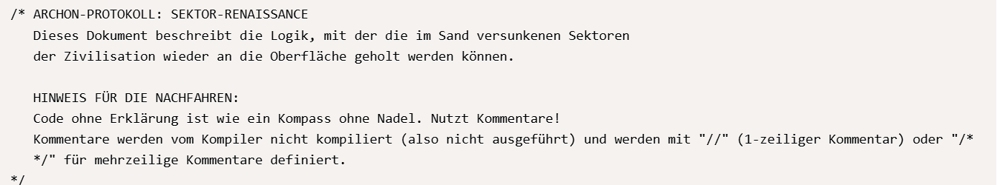 /* ARCHON-PROTOKOLL: SEKTOR-RENAISSANCE
Dieses Dokument beschreibt die Logik, mit der die im Sand versunkenen Sektoren
der Zivilisation wieder an die Oberfläche geholt werden können.
HINWEIS FÜR DIE NACHFAHREN:
Code ohne Erklärung ist wie ein Kompass ohne Nadel. Nutzt Kommentare!
Kommentare werden vom Kompiler nicht kompiliert (also nicht ausgeführt) und werden mit "//" (1-zeiliger Kommentar) oder "/*
*/" für mehrzeilige Kommentare definiert.
*/